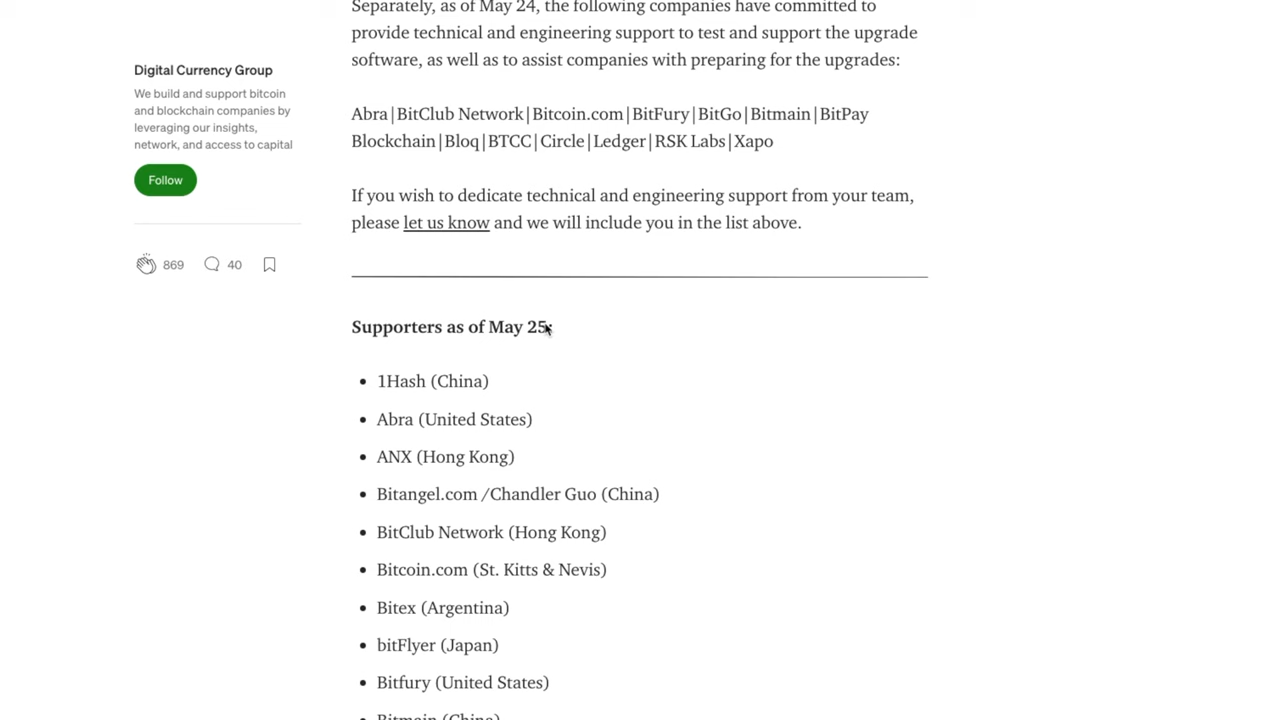 Separately, as of May 24, the following companies have committed to
provide technical and engineering support to test and support the upgrade
software, as well as to assist companies with preparing for the upgrades:
Digital Currency Group
We build and support bitcoin
and blockchain companies by
leveraging our insights,
network, and access to capital
Follow
869 40
Abra|BitClub Network|Bitcoin.com|BitFury|BitGo|Bitmain|BitPay
Blockchain|Bloq|BTCC|Circle|Ledger|RSK Labs|Xapo
If you wish to dedicate technical and engineering support from your team,
please let us know and we will include you in the list above.
Supporters as of May 25:
• 1Hash (China)
• Abra (United States)
• ANX (Hong Kong)
• Bitangel.com /Chandler Guo (China)
• BitClub Network (Hong Kong)
• Bitcoin.com (St. Kitts & Nevis)
• Bitex (Argentina)
• bitFlyer (Japan)
• Bitfury (United States)
• Bitmain (China)